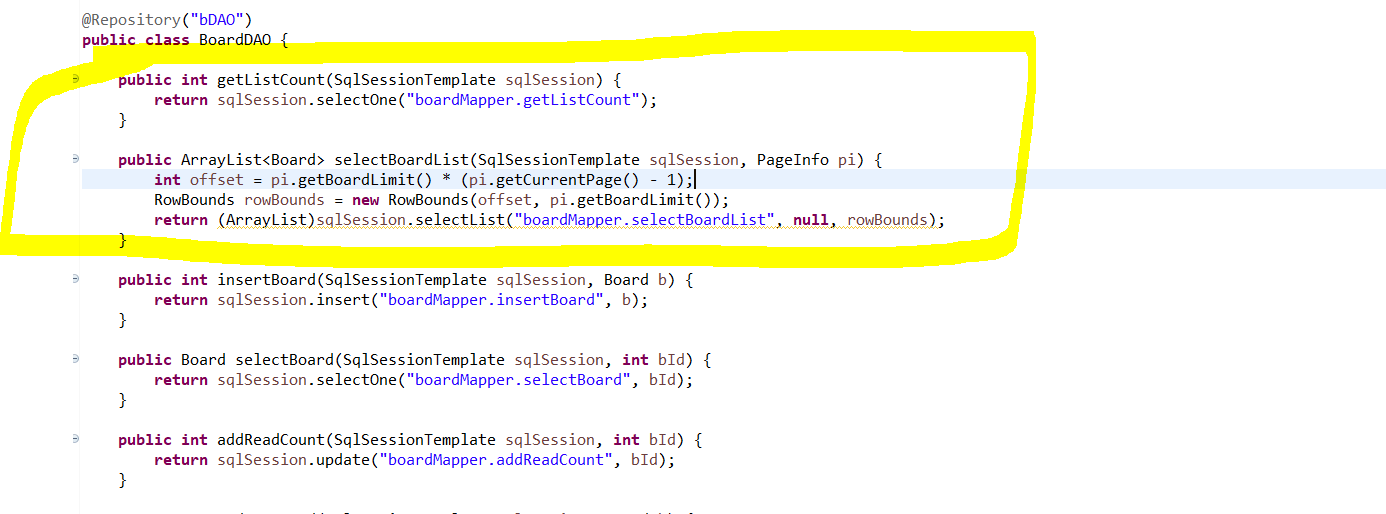 @Repository("bDAO")
public class BoardDAO {
public int getListCount(SqlSessionTemplate sqlSession) {
return sqlSession.selectOne("boardMapper.getListCount");
}
public ArrayList<Board> selectBoardList(SqlSessionTemplate sqlSession, PageInfo pi) {
int offset = pi.getBoardLimit() * (pi.getCurrentPage() - 1);
RowBounds rowBounds = new RowBounds(offset, pi.getBoardLimit());
return (ArrayList)sqlSession.selectList("boardMapper.selectBoardList", null, rowBounds);
}
public int insertBoard(SqlSessionTemplate sqlSession, Board b) {
return sqlSession.insert("boardMapper.insertBoard", b);
}
public Board selectBoard(SqlSessionTemplate sqlSession, int bId) {
return sqlSession.selectOne("boardMapper.selectBoard", bId);
}
public int addReadCount(SqlSessionTemplate sqlSession, int bId) {
return sqlSession.update("boardMapper.addReadCount", bId);
}